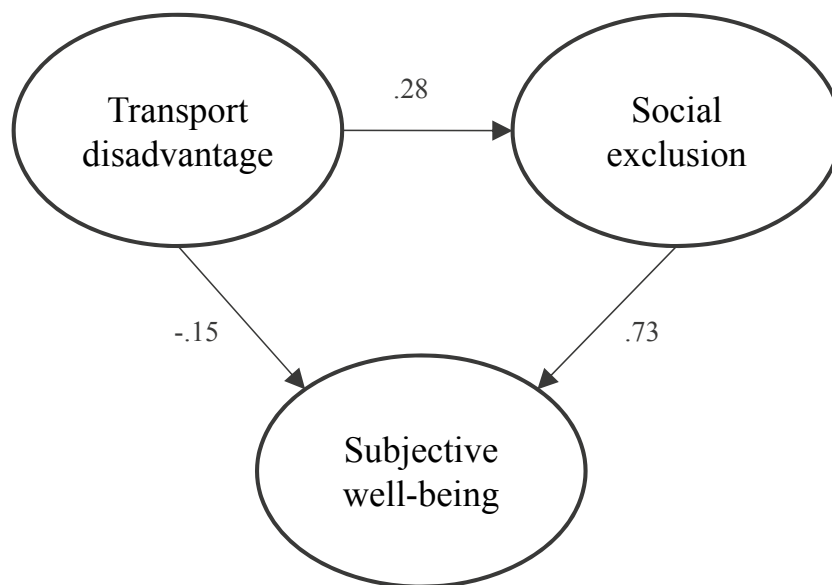 Transport
disadvantage
.28
Social
exclusion
-.15
.73
Subjective
well-being